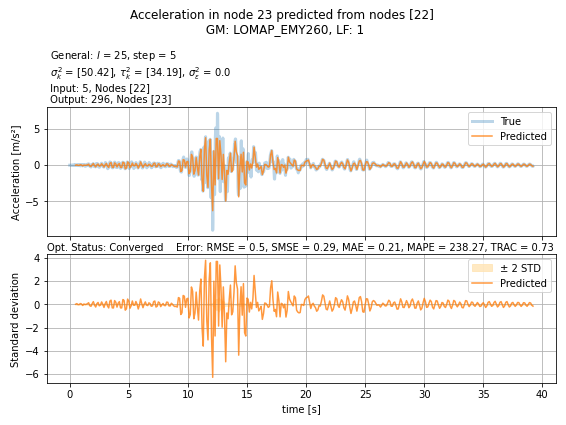 Acceleration in node 23 predicted from nodes [22]
GM: LOMAP_EMY260, LF: 1
General: l = 25, step = 5
σ²ₖ = [50.42], τ²ₖ = [34.19], σ²ε = 0.0
Input: 5, Nodes [22]
Output: 296, Nodes [23]
Acceleration [m/s²]
5
0
−5
True
Predicted
Opt. Status: Converged Error: RMSE = 0.5, SMSE = 0.29, MAE = 0.21, MAPE = 238.27, TRAC = 0.73
Standard deviation
4
2
0
−2
−4
−6
± 2 STD
Predicted
0 5 10 15 20 25 30 35 40
time [s]